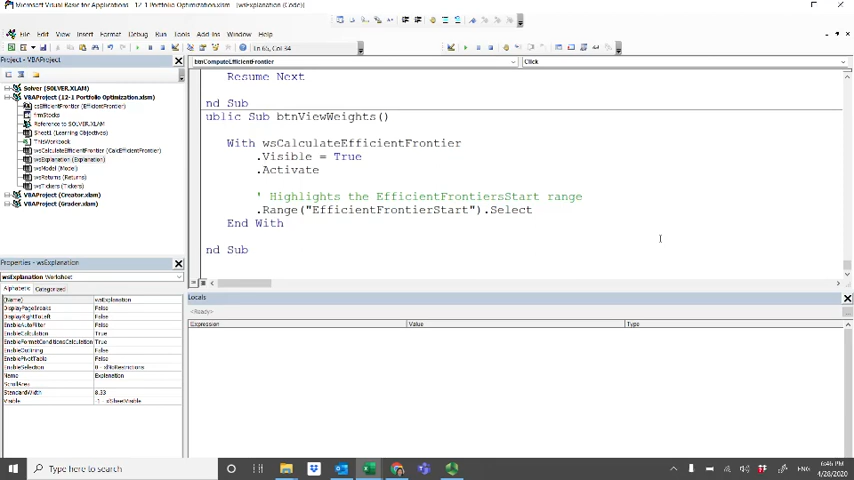 Microsoft Visual Basic for Applications - 12-1 Portfolio Optimization.xlsm - [wsExplanation (Code)]
File Edit View Insert Format Debug Run Tools Add-Ins Window Help
Ln 65, Col 34
Project - VBAProject
Solver (SOLVER.XLAM)
VBAProject (12-1 Portfolio Optimization.xlsm)
csEfficientFrontier (EfficientFrontier)
frmStocks
Reference to SOLVER.XLAM
Sheet1 (Learning Objectives)
ThisWorkbook
wsCalculateEfficientFrontier (CalcEfficientFrontier)
wsExplanation (Explanation)
wsModel (Model)
wsReturns (Returns)
wsTickers (Tickers)
VBAProject (Creator.xlam)
VBAProject (Grader.xlam)
Properties - wsExplanation
wsExplanation Worksheet
Alphabetic Categorized
(Name) wsExplanation
DisplayPageBreaks False
DisplayRightToLeft False
EnableAutoFilter False
EnableCalculation True
EnableFormatConditionsCalculation True
EnableOutlining False
EnablePivotTable False
EnableSelection 0 - xlNoRestrictions
Name Explanation
ScrollArea
StandardWidth 8.33
Visible -1 - xlSheetVisible
btnComputeEfficientFrontier Click
Resume Next
nd Sub
ublic Sub btnViewWeights()
With wsCalculateEfficientFrontier
.Visible = True
.Activate
' Highlights the EfficientFrontiersStart range
.Range("EfficientFrontierStart").Select
End With
nd Sub
Locals
<Ready>
Expression Value Type
Type here to search
ENG
6:46 PM
4/28/2020